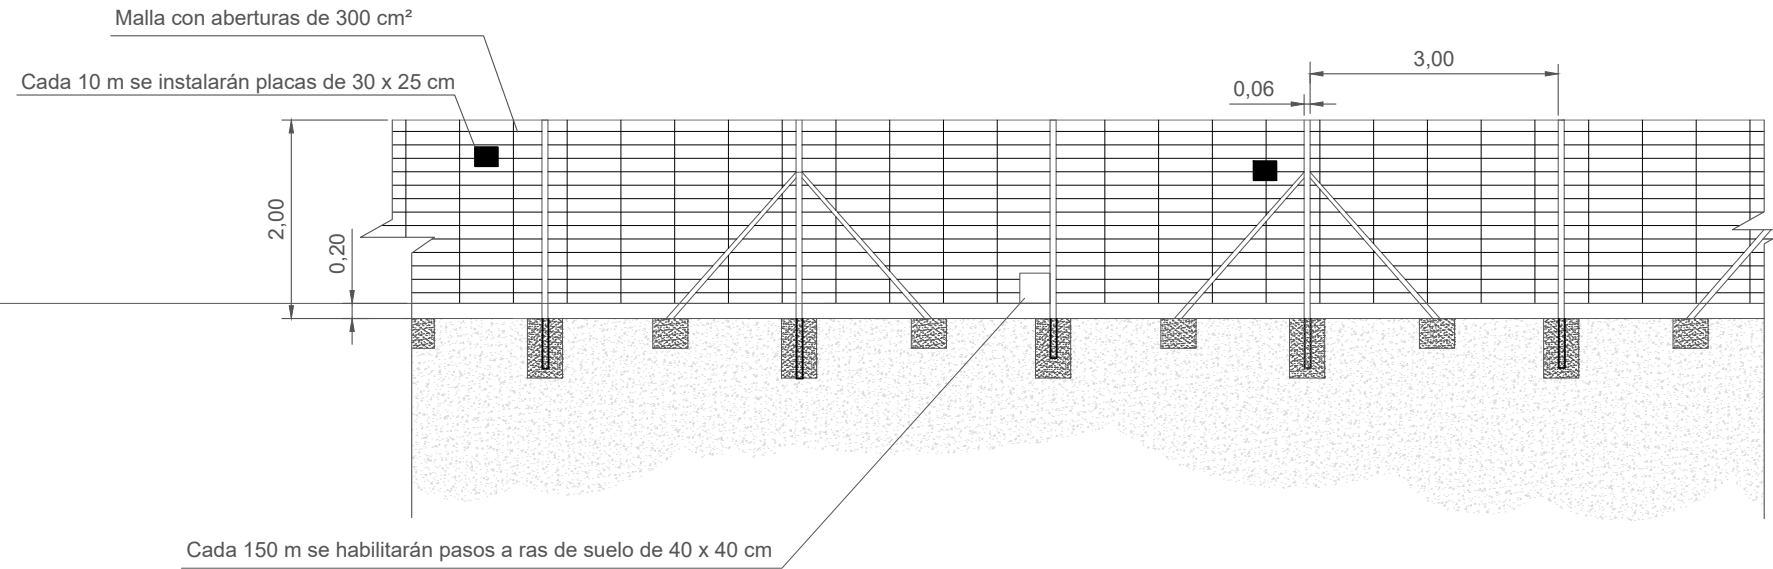 Malla con aberturas de 300 cm²
Cada 10 m se instalarán placas de 30 x 25 cm
3,00
0,06
2,00
0,20
Cada 150 m se habilitarán pasos a ras de suelo de 40 x 40 cm